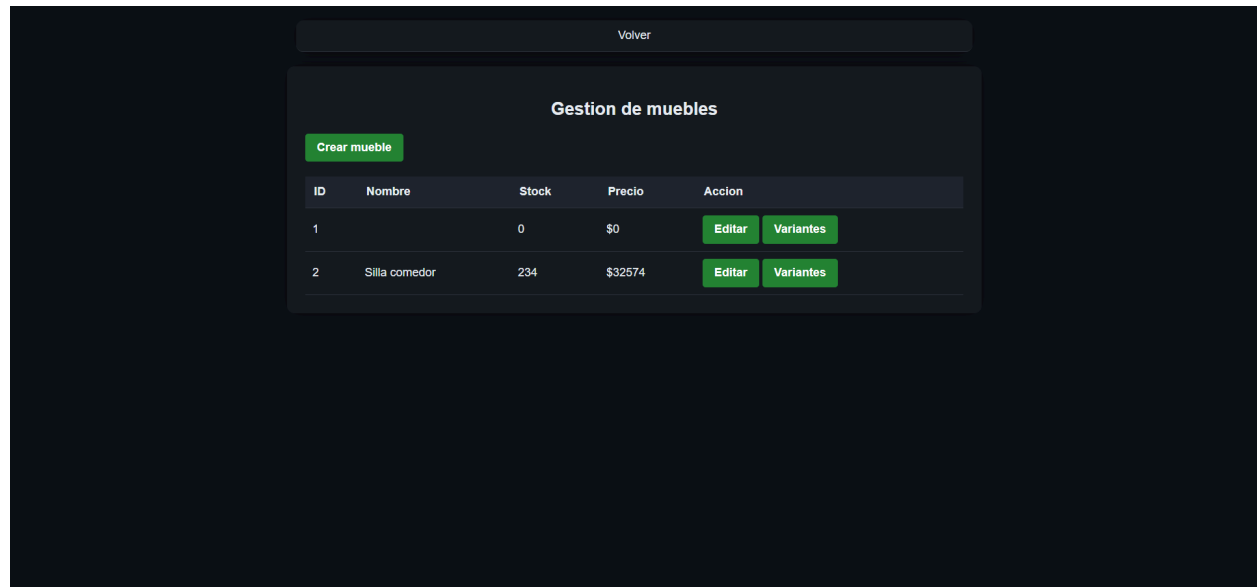 Volver
Gestion de muebles
Crear mueble
ID Nombre Stock Precio Accion
1 0 $0 Editar Variantes
2 Silla comedor 234 $32574 Editar Variantes